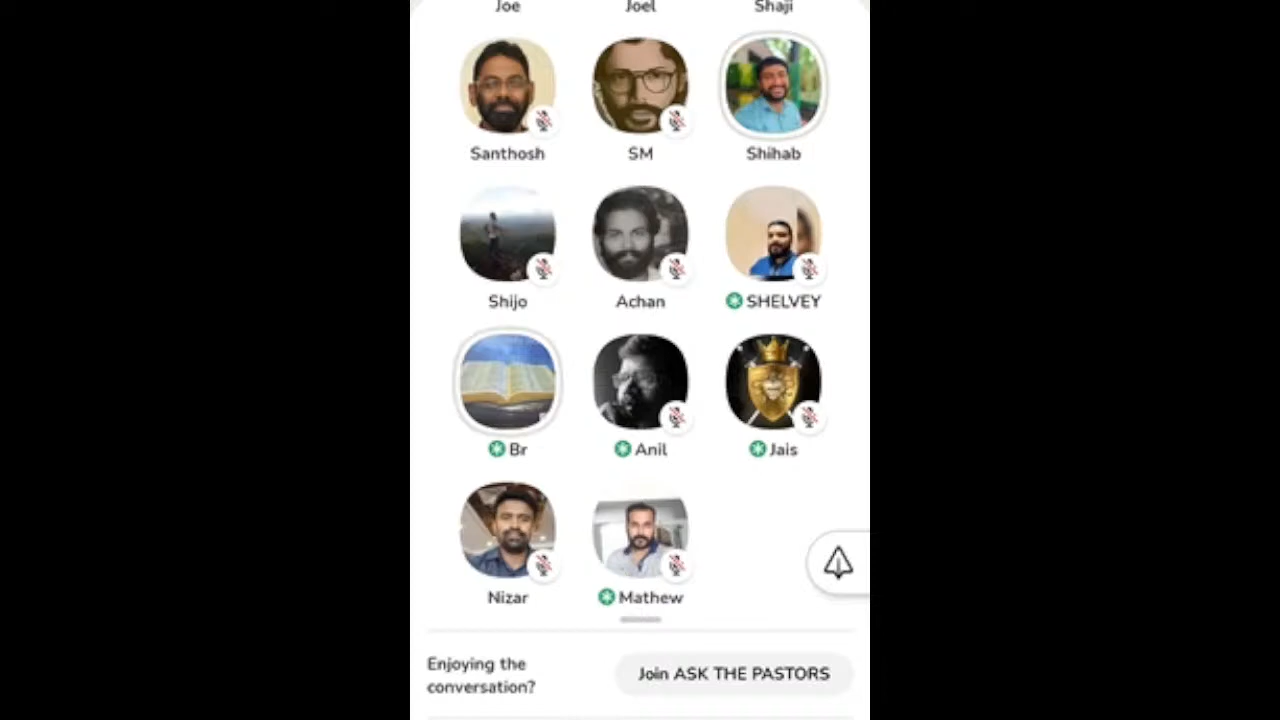 Joe Joel Shaji
Santhosh SM Shihab
Shijo Achan SHELVEY
Br Anil Jais
Nizar Mathew
Enjoying the
conversation?
Join ASK THE PASTORS